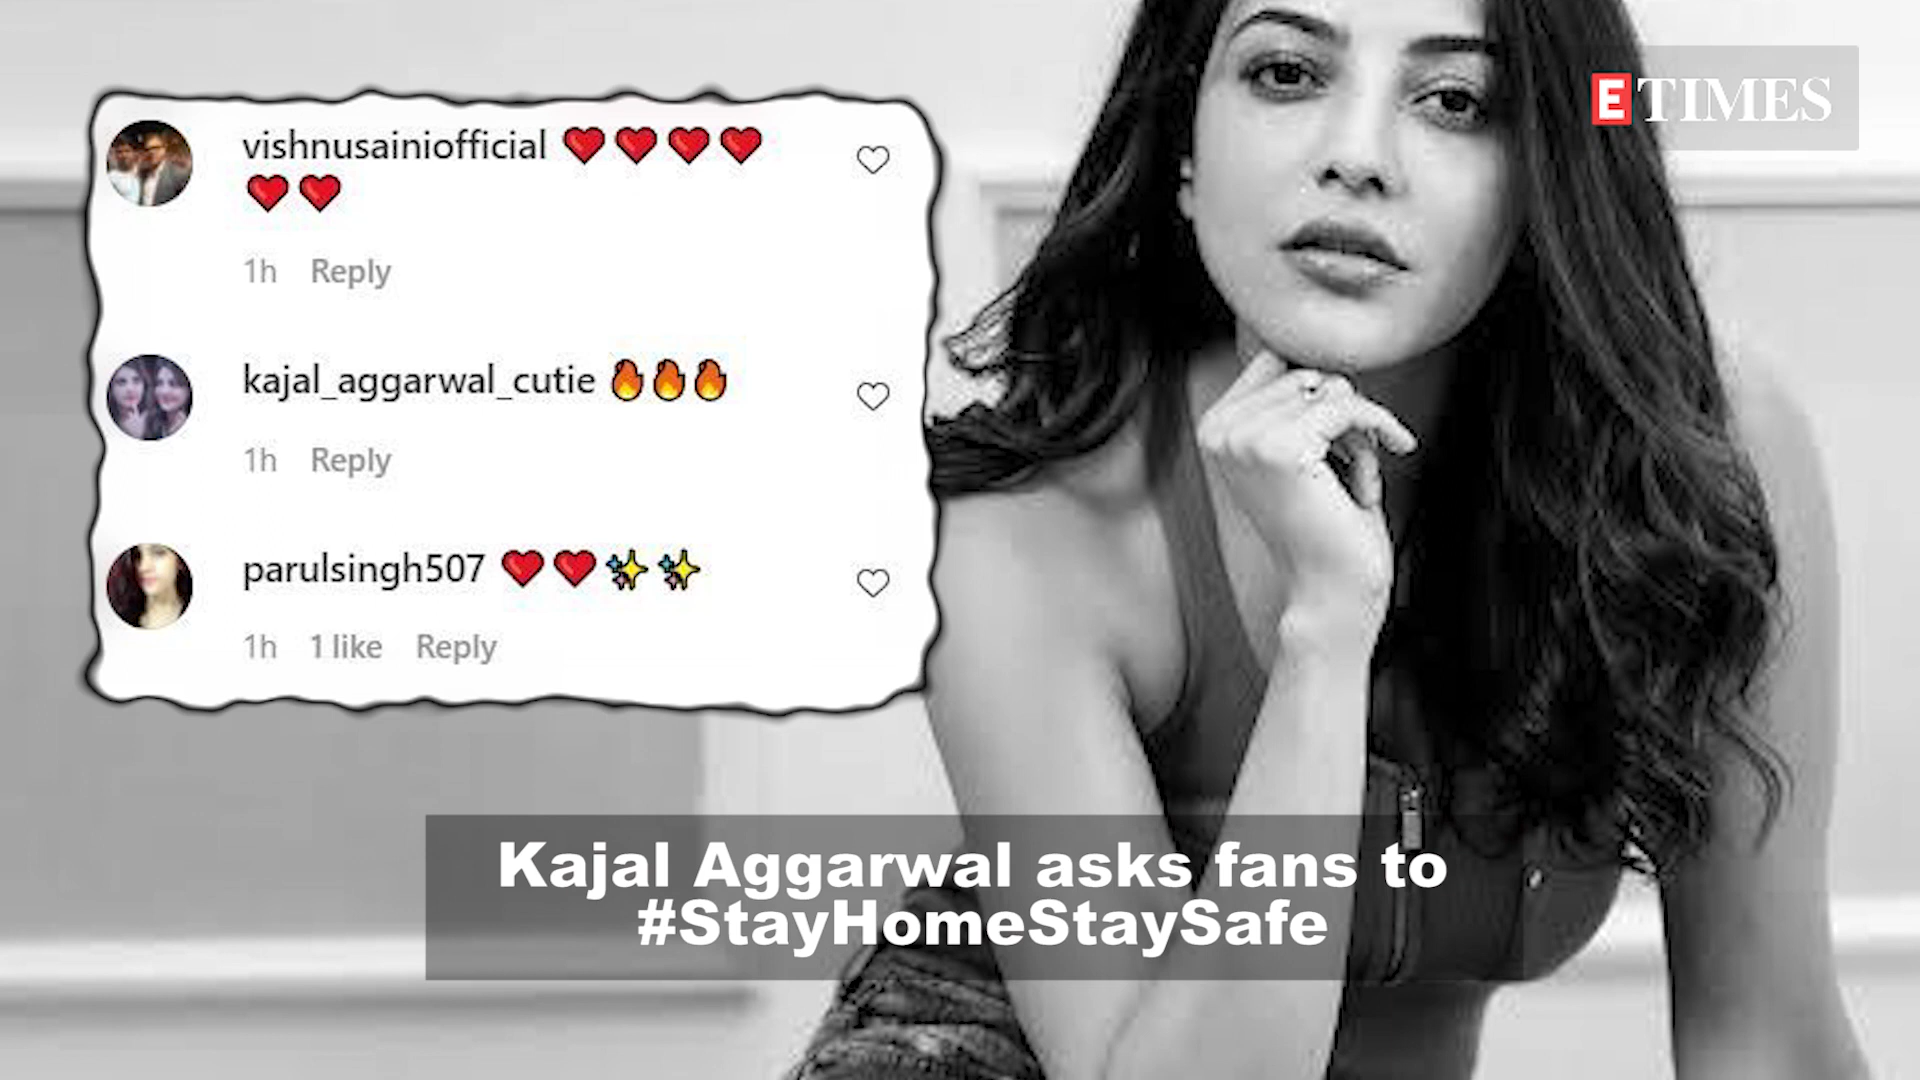 ETIMES
vishnusainiofficial ❤️❤️❤️❤️
❤️❤️
1h Reply
kajal_aggarwal_cutie 🔥🔥🔥
1h Reply
parulsingh507 ❤️❤️✨✨
1h 1 like Reply
Kajal Aggarwal asks fans to
#StayHomeStaySafe